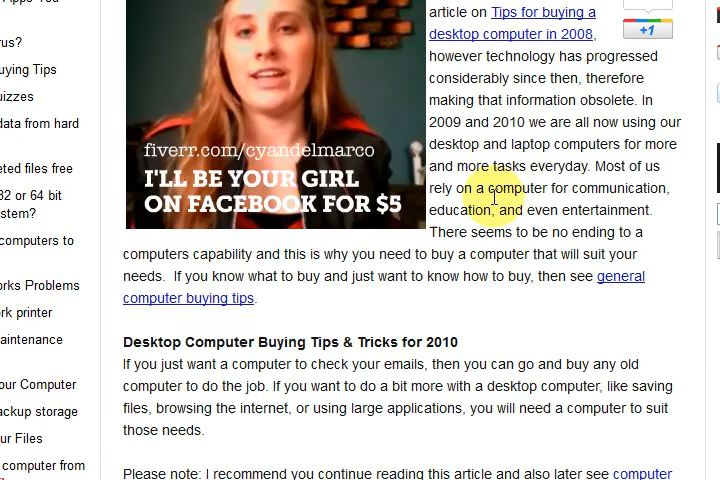 rus?
uying Tips
uizzes
data from hard
eted files free
32 or 64 bit
stem?
computers to
orks Problems
rk printer
aintenance
our Computer
ackup storage
ur Files
computer from
fiverr.com/cyandelmarco
I'LL BE YOUR GIRL
ON FACEBOOK FOR $5
article on Tips for buying a
desktop computer in 2008,
however technology has progressed
considerably since then, therefore
making that information obsolete. In
2009 and 2010 we are all now using our
desktop and laptop computers for more
and more tasks everyday. Most of us
rely on a computer for communication,
education, and even entertainment.
There seems to be no ending to a
computers capability and this is why you need to buy a computer that will suit your
needs.  If you know what to buy and just want to know how to buy, then see general
computer buying tips.
Desktop Computer Buying Tips & Tricks for 2010
If you just want a computer to check your emails, then you can go and buy any old
computer to do the job. If you want to do a bit more with a desktop computer, like saving
files, browsing the internet, or using large applications, you will need a computer to suit
those needs.
Please note: I recommend you continue reading this article and also later see computer
+1